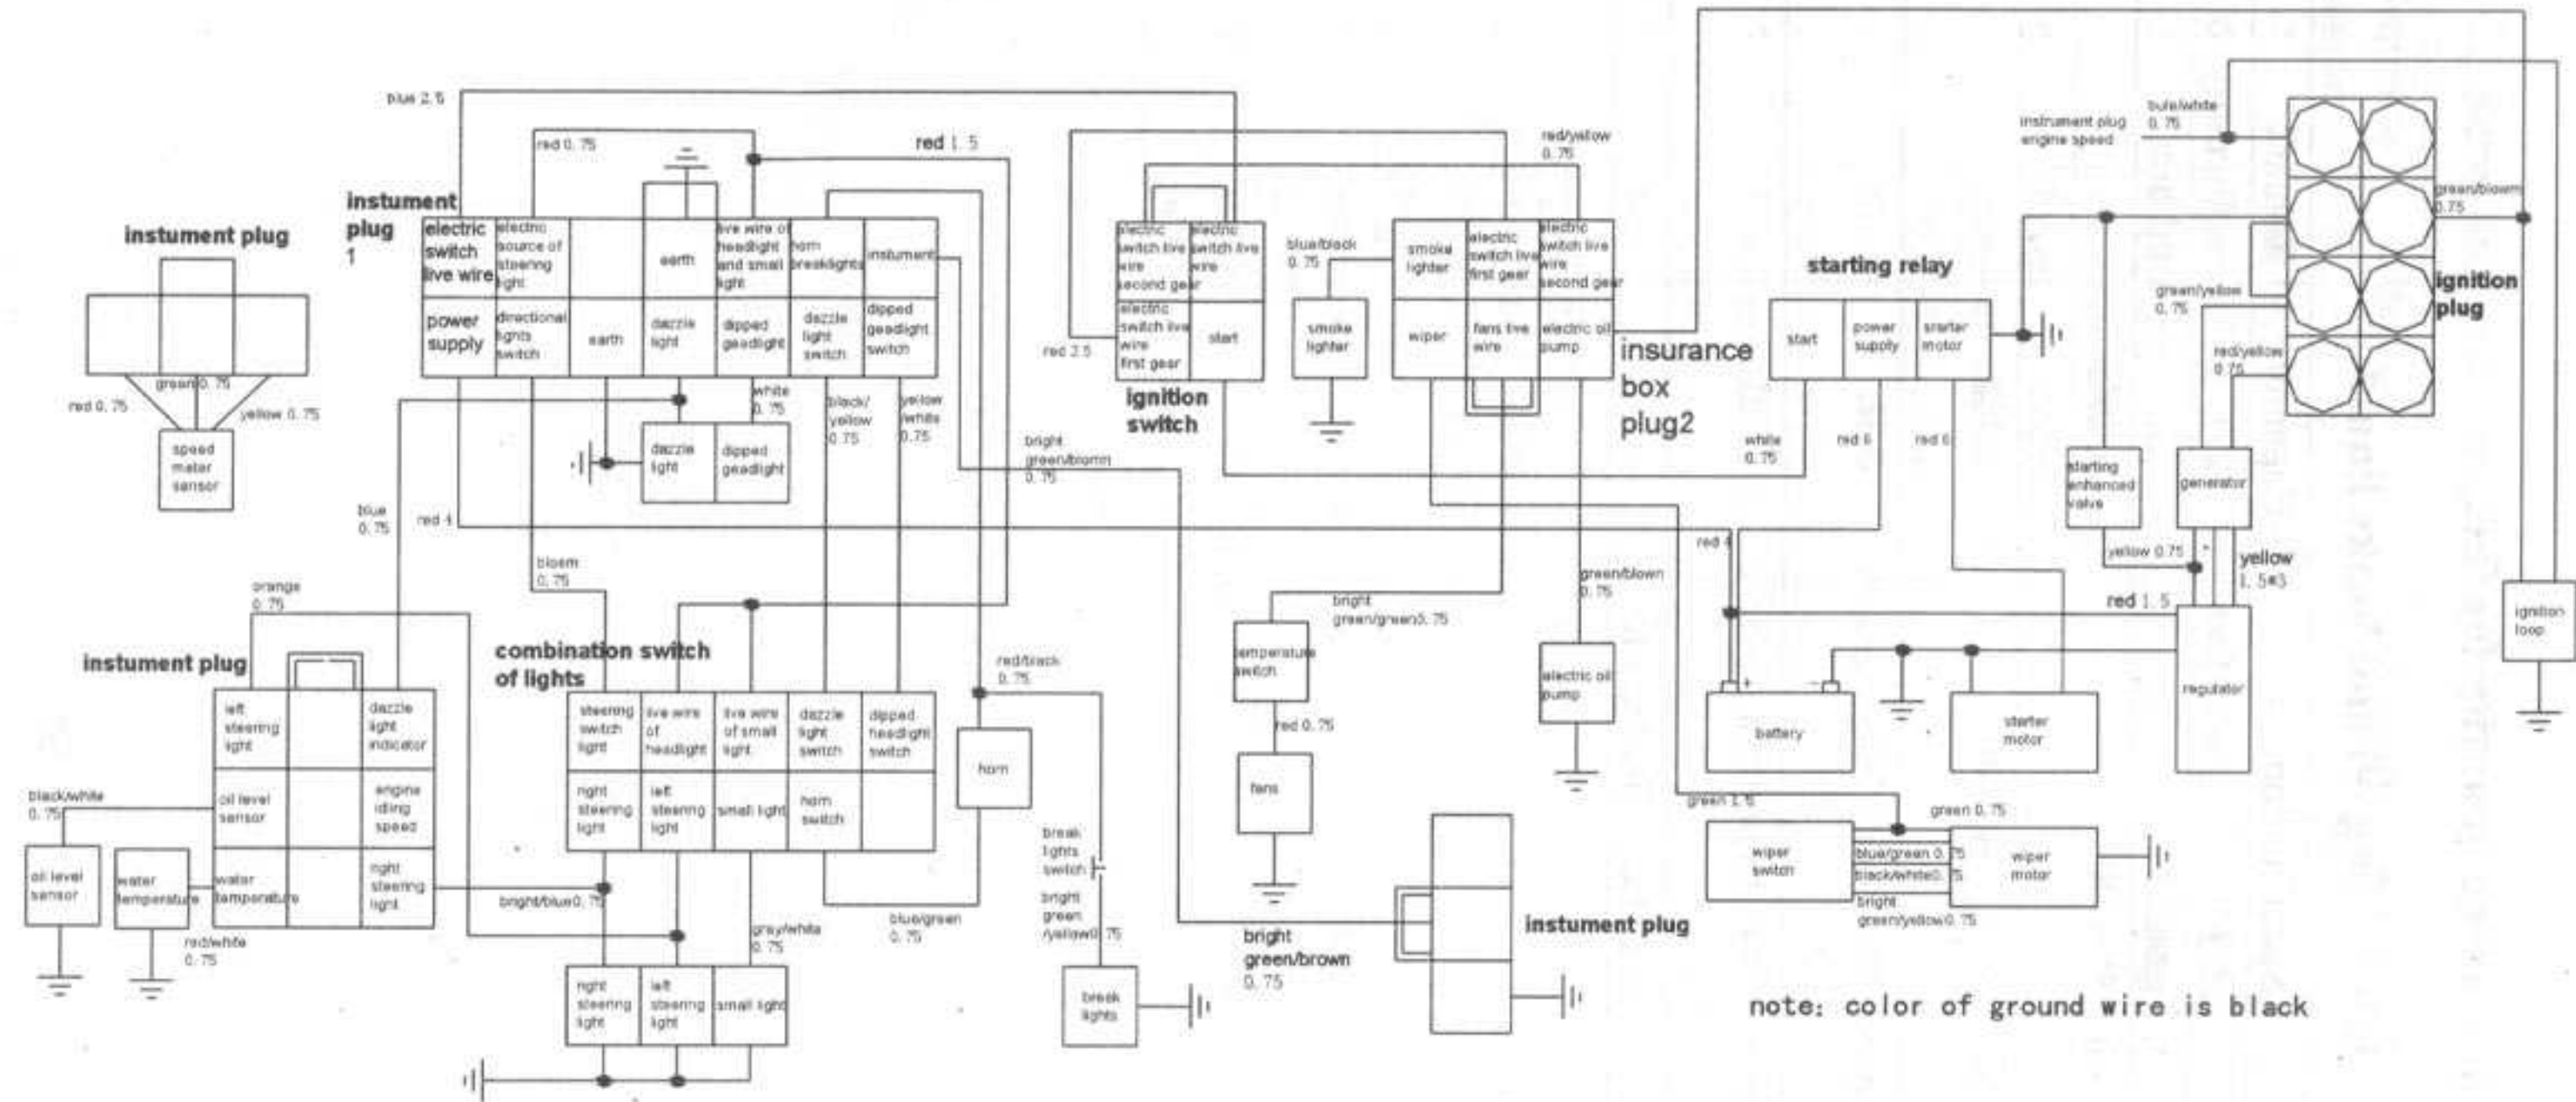 blue 2.5
red 0.75
red 1.5
instument
plug
1
electric
switch
live wire
electric
source of
steering
light
earth
live wire of
headlight
and small
light
horn
breaklights
instument
power
supply
directional
lights
switch
earth
dazzle
light
dipped
geadlight
dazzle
light
switch
dipped
geadlight
switch
instument plug
red 0.75
green0.75
yellow 0.75
speed
mater
sensor
white
0.75
black/
yellow
0.75
yellow
/white
0.75
dazzle
light
dipped
geadlight
blue
0.75
red 4
bright
green/blomn
0.75
red/yellow
0.75
electric
switch live
wire
second gear
electric
switch live
wire
electric
switch live
wire
first gear
start
red 2.5
ignition
switch
blue/black
0.75
smoke
lighter
smoke
lighter
electric
switch live
first gear
electric
switch live
wire
second gear
wiper
fans live
wire
electric oil
pump
insurance
box
plug2
starting relay
start
power
supply
srarter
motor
white
0.75
red 6
red 6
instrument plug
engine speed
bule/white
0.75
green/blowm
0.75
green/yellow
0.75
red/yellow
0.75
ignition
plug
starting
enhanced
valve
generator
yellow 0.75
yellow
1.5*3
red 4
red 1.5
ignition
loop
battery
+
-
starter
motor
regulator
bloem
0.75
orange
0.75
instument plug
left
steering
light
dazzle
light
indicator
oil level
sensor
engine
idling
speed
water
temperature
right
steering
light
black/white
0.75
oil level
sensor
water
temperature
red/white
0.75
combination switch
of lights
steering
switch
light
live wire
of
headlight
live wire
of small
light
dazzle
light
switch
dipped
headlight
switch
right
steering
light
left
steering
light
small light
horn
switch
bright/blue0.75
gray/white
0.75
blue/green
0.75
right
steering
light
left
steering
light
small light
red/black
0.75
horn
break
lights
switch
bright
green
/yellow0.75
break
lights
bright
green/green0.75
temperature
switch
red 0.75
fans
green/blown
0.75
electric oil
pump
bright
green/brown
0.75
instument plug
green 1.5
green 0.75
wiper
switch
blue/green 0.75
black/white0.75
bright
green/yellow0.75
wiper
motor
note: color of ground wire is black